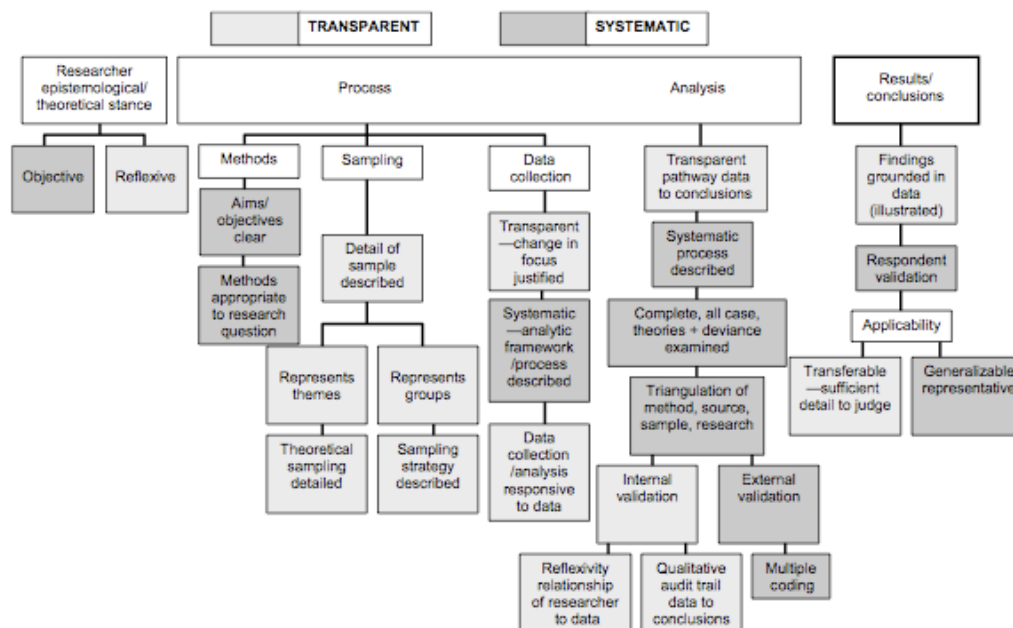 TRANSPARENT
SYSTEMATIC
Researcher
epistemological/
theoretical stance
Process
Analysis
Results/
conclusions
Objective
Reflexive
Methods
Aims/
objectives
clear
Methods
appropriate
to research
question
Sampling
Detail of
sample
described
Represents
themes
Theoretical
sampling
detailed
Represents
groups
Sampling
strategy
described
Data
collection
Transparent
—change in
focus
justified
Systematic
—analytic
framework
/process
described
Data
collection
/analysis
responsive
to data
Transparent
pathway data
to conclusions
Systematic
process
described
Complete, all case,
theories + deviance
examined
Triangulation of
method, source,
sample, research
Internal
validation
External
validation
Reflexivity
relationship
of researcher
to data
Qualitative
audit trail
data to
conclusions
Multiple
coding
Findings
grounded in
data
(illustrated)
Respondent
validation
Applicability
Transferable
—sufficient
detail to judge
Generalizable
representative